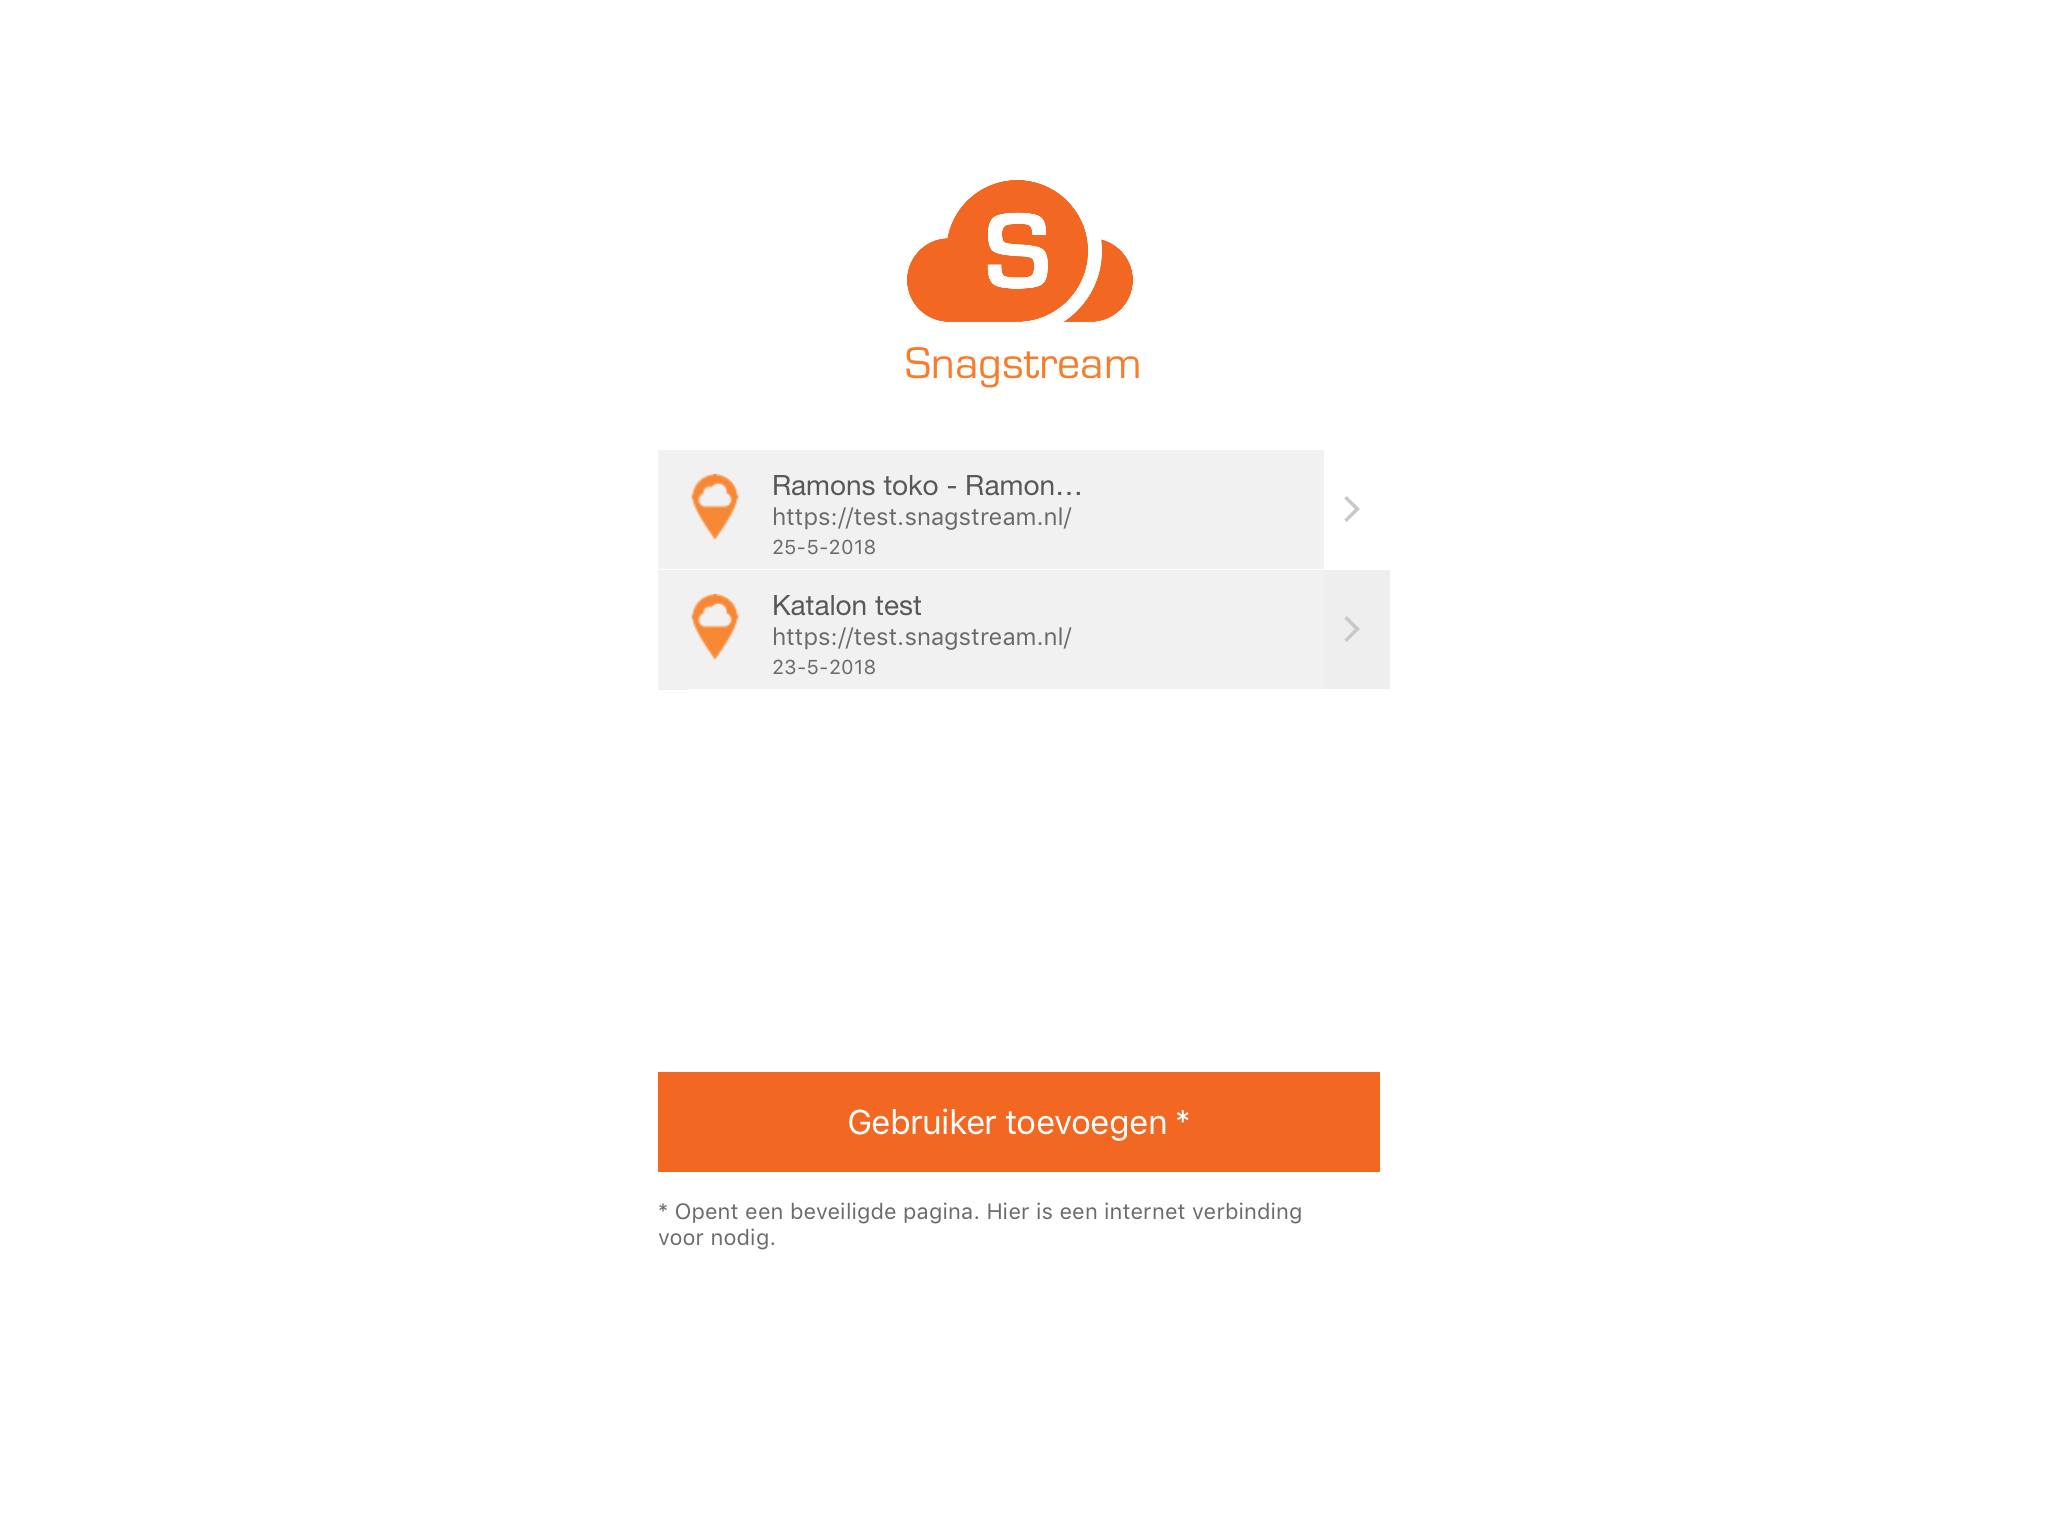 S
Snagstream
Ramons toko - Ramon...
https://test.snagstream.nl/
25-5-2018
Katalon test
https://test.snagstream.nl/
23-5-2018
Gebruiker toevoegen *
* Opent een beveiligde pagina. Hier is een internet verbinding
voor nodig.